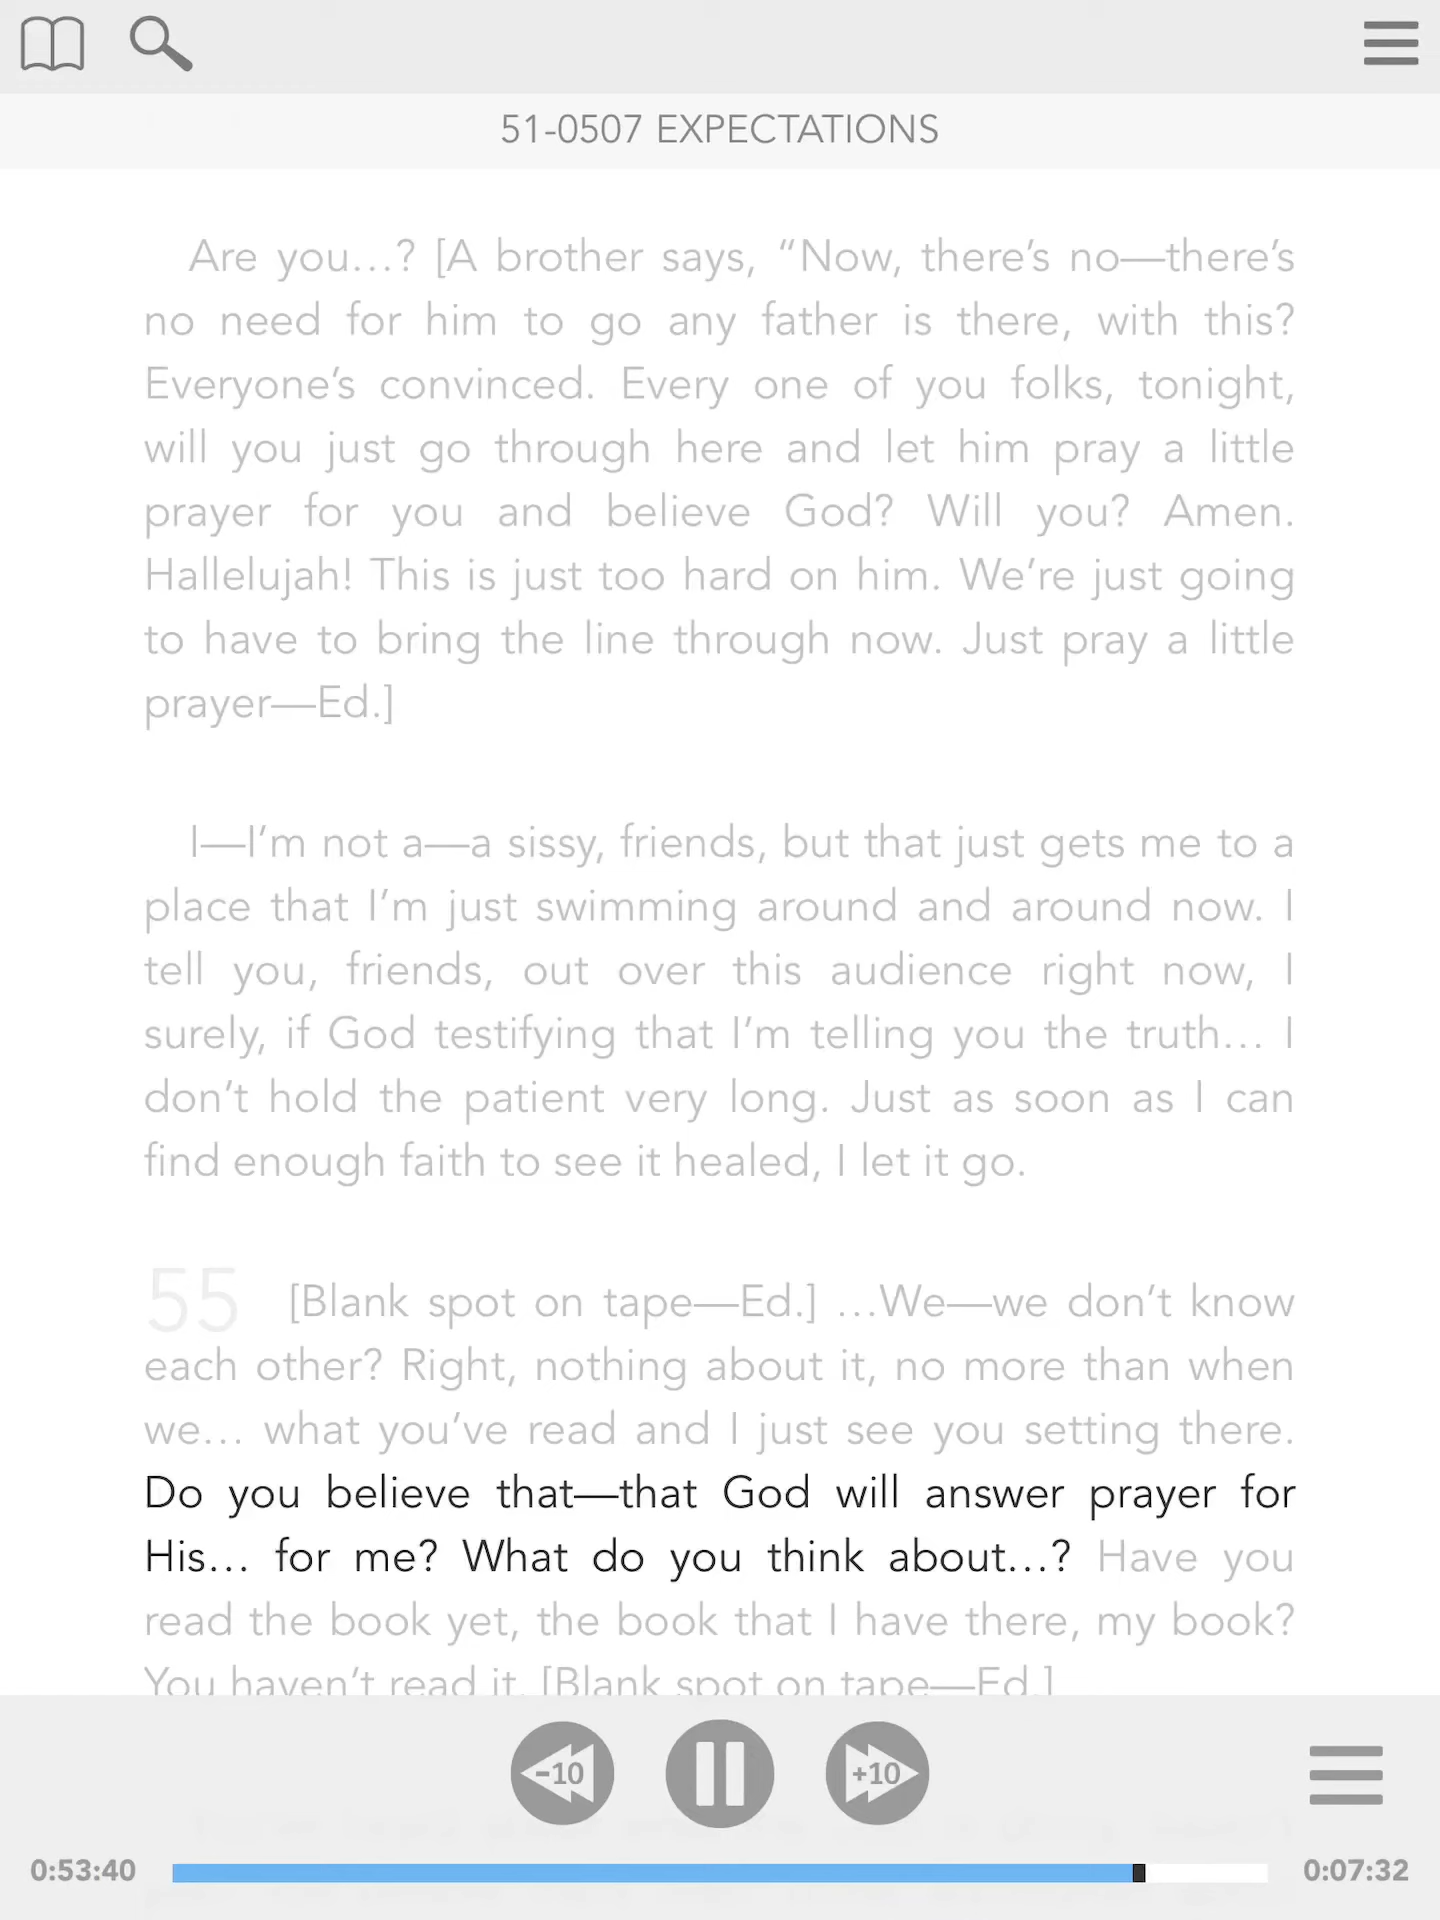 51-0507 EXPECTATIONS
Are you…? [A brother says, “Now, there’s no—there’s
no need for him to go any father is there, with this?
Everyone’s convinced. Every one of you folks, tonight,
will you just go through here and let him pray a little
prayer for you and believe God? Will you? Amen.
Hallelujah! This is just too hard on him. We’re just going
to have to bring the line through now. Just pray a little
prayer—Ed.]
I—I’m not a—a sissy, friends, but that just gets me to a
place that I’m just swimming around and around now. I
tell you, friends, out over this audience right now, I
surely, if God testifying that I’m telling you the truth… I
don’t hold the patient very long. Just as soon as I can
find enough faith to see it healed, I let it go.
55 [Blank spot on tape—Ed.] …We—we don’t know
each other? Right, nothing about it, no more than when
we… what you’ve read and I just see you setting there.
Do you believe that—that God will answer prayer for
His… for me? What do you think about…? Have you
read the book yet, the book that I have there, my book?
You haven’t read it. [Blank spot on tape—Ed.]
-10 +10
0:53:40 0:07:32